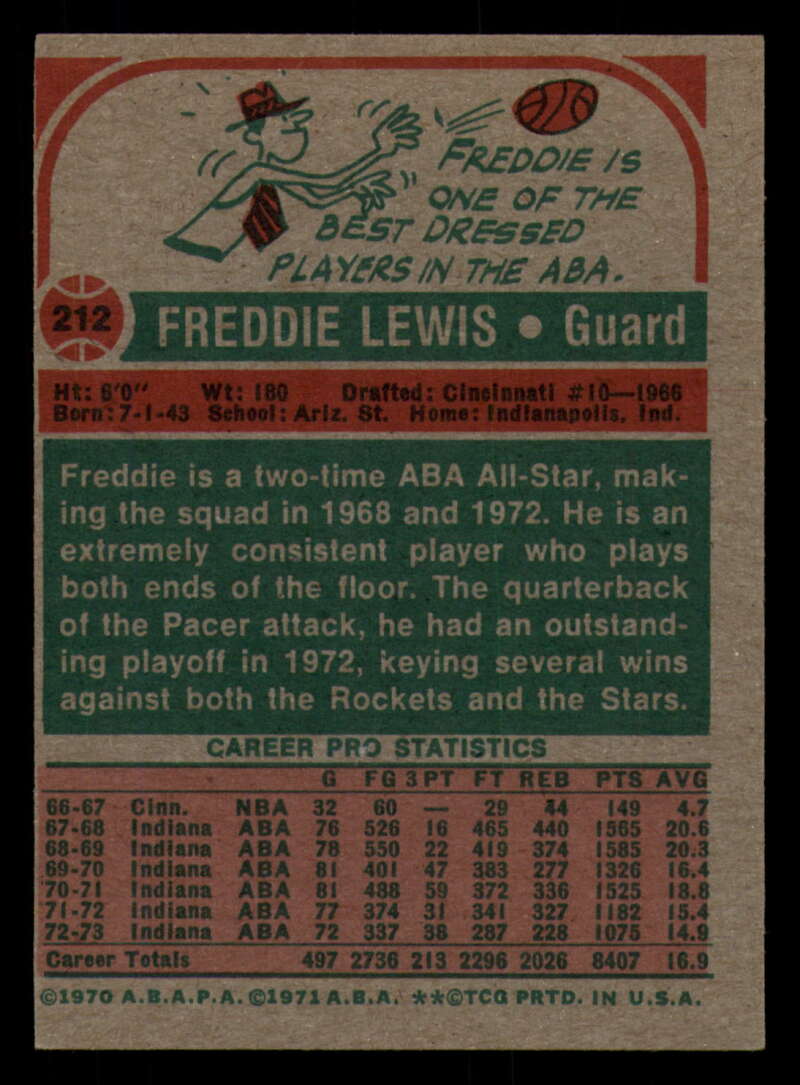 FREDDIE IS
ONE OF THE
BEST DRESSED
PLAYERS IN THE ABA.
212
FREDDIE LEWIS • Guard
Ht: 6'0" Wt: 180 Drafted: Cincinnati #10—1966
Born: 7-1-43 School: Ariz. St. Home: Indianapolis, Ind.
Freddie is a two-time ABA All-Star, mak-
ing the squad in 1968 and 1972. He is an
extremely consistent player who plays
both ends of the floor. The quarterback
of the Pacer attack, he had an outstand-
ing playoff in 1972, keying several wins
against both the Rockets and the Stars.
CAREER PRO STATISTICS
G FG 3PT FT REB PTS AVG
66-67 Cinn. NBA 32 60 — 29 44 149 4.7
67-68 Indiana ABA 76 526 16 465 440 1565 20.6
68-69 Indiana ABA 78 550 22 419 374 1585 20.3
69-70 Indiana ABA 81 401 47 383 277 1326 16.4
70-71 Indiana ABA 81 488 59 372 336 1525 18.8
71-72 Indiana ABA 77 374 31 341 327 1182 15.4
72-73 Indiana ABA 72 337 38 287 228 1075 14.9
Career Totals 497 2736 213 2296 2026 8407 16.9
©1970 A.B.A.P.A. ©1971 A.B.A. **©TCG PRTD. IN U.S.A.